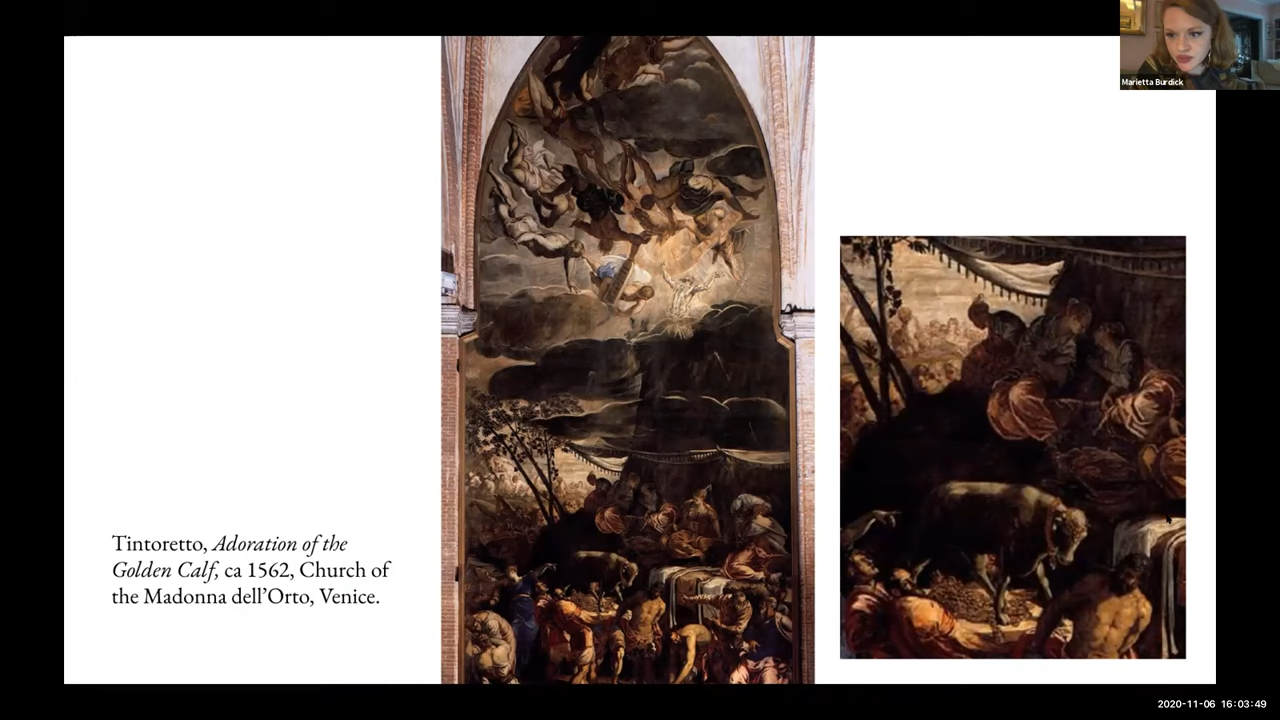 Marietta Burdick
Tintoretto, Adoration of the
Golden Calf, ca 1562, Church of
the Madonna dell’Orto, Venice.
2020-11-06 16:03:49